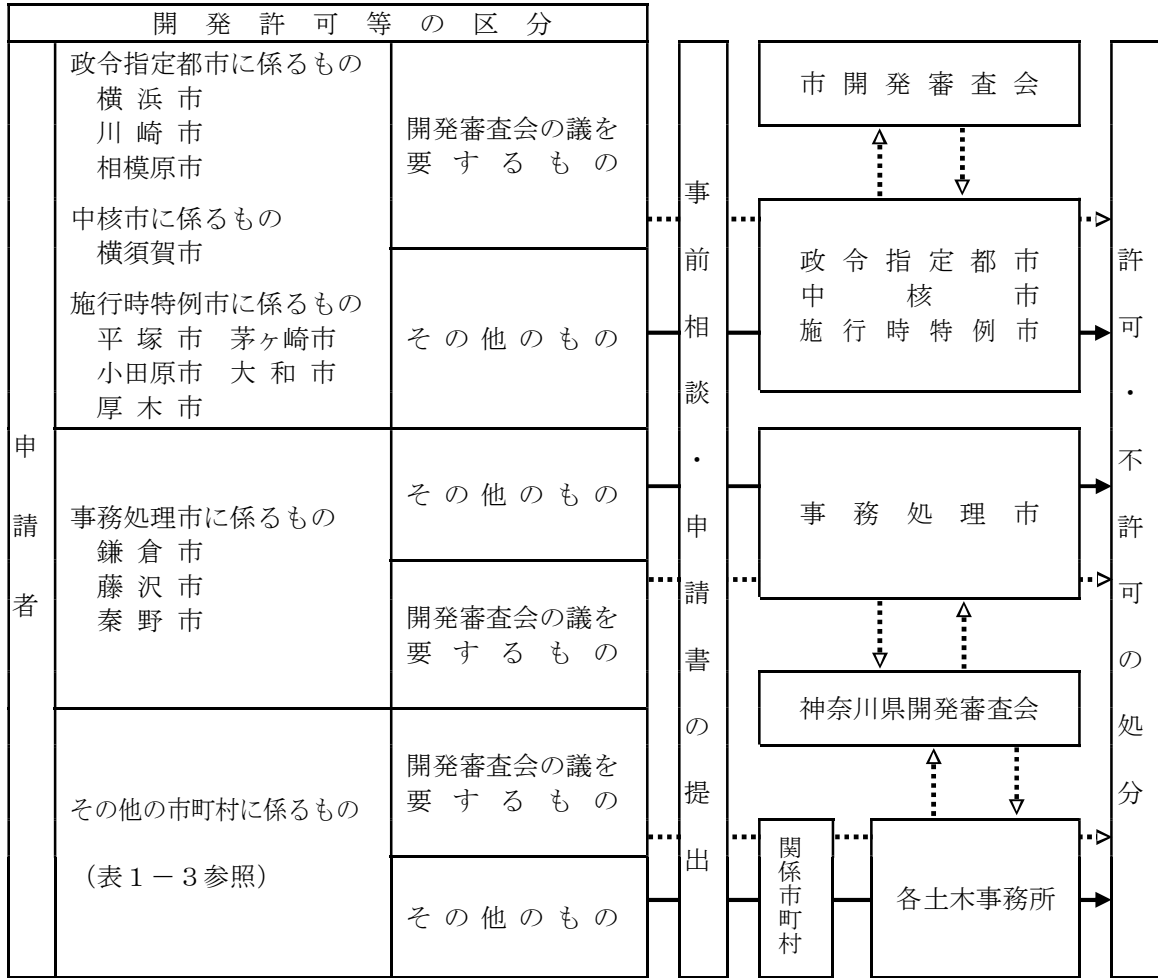 開発許可等の区分
申請者
政令指定都市に係るもの
横浜市
川崎市
相模原市
中核市に係るもの
横須賀市
施行時特例市に係るもの
平塚市　茅ヶ崎市
小田原市　大和市
厚木市
開発審査会の議を
要するもの
その他のもの
事務処理市に係るもの
鎌倉市
藤沢市
秦野市
その他のもの
開発審査会の議を
要するもの
その他の市町村に係るもの
（表１－３参照）
開発審査会の議を
要するもの
その他のもの
事前相談・申請書の提出
市開発審査会
政令指定都市
中核市
施行時特例市
事務処理市
神奈川県開発審査会
関係市町村
各土木事務所
許可・不許可の処分